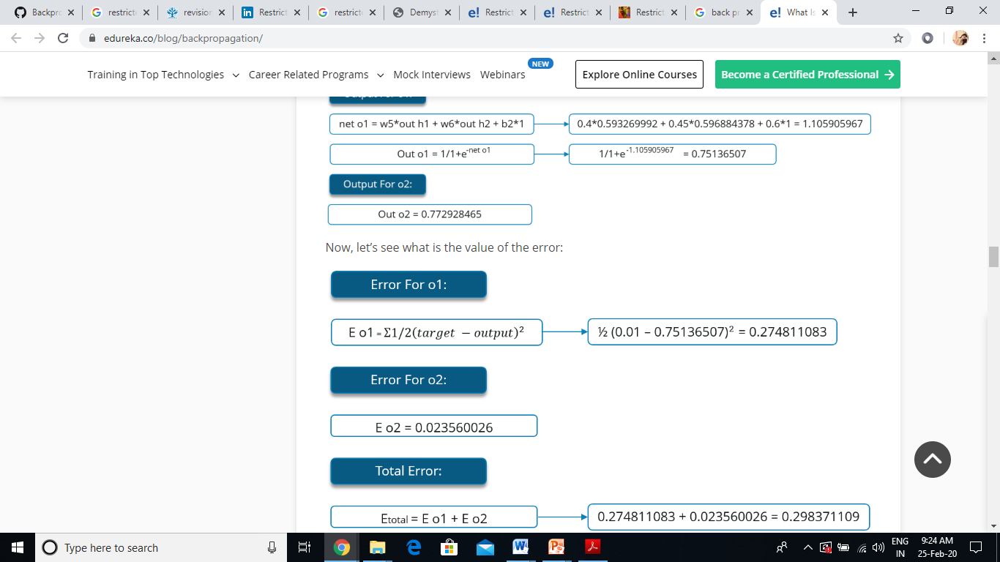 Backpro
restricti
revision
Restrict
restricte
Demyst
Restrict
Restrict
Restrict
back pr
What Is
edureka.co/blog/backpropagation/
Training in Top Technologies
Career Related Programs
Mock Interviews
Webinars
NEW
Explore Online Courses
Become a Certified Professional →
net o1 = w5*out h1 + w6*out h2 + b2*1
0.4*0.593269992 + 0.45*0.596884378 + 0.6*1 = 1.105905967
Out o1 = 1/1+e^-net o1
1/1+e^-1.105905967 = 0.75136507
Output For o2:
Out o2 = 0.772928465
Now, let’s see what is the value of the error:
Error For o1:
E o1 = Σ1/2(target − output)²
½ (0.01 – 0.75136507)² = 0.274811083
Error For o2:
E o2 = 0.023560026
Total Error:
Etotal = E o1 + E o2
0.274811083 + 0.023560026 = 0.298371109
Type here to search
ENG
IN
9:24 AM
25-Feb-20